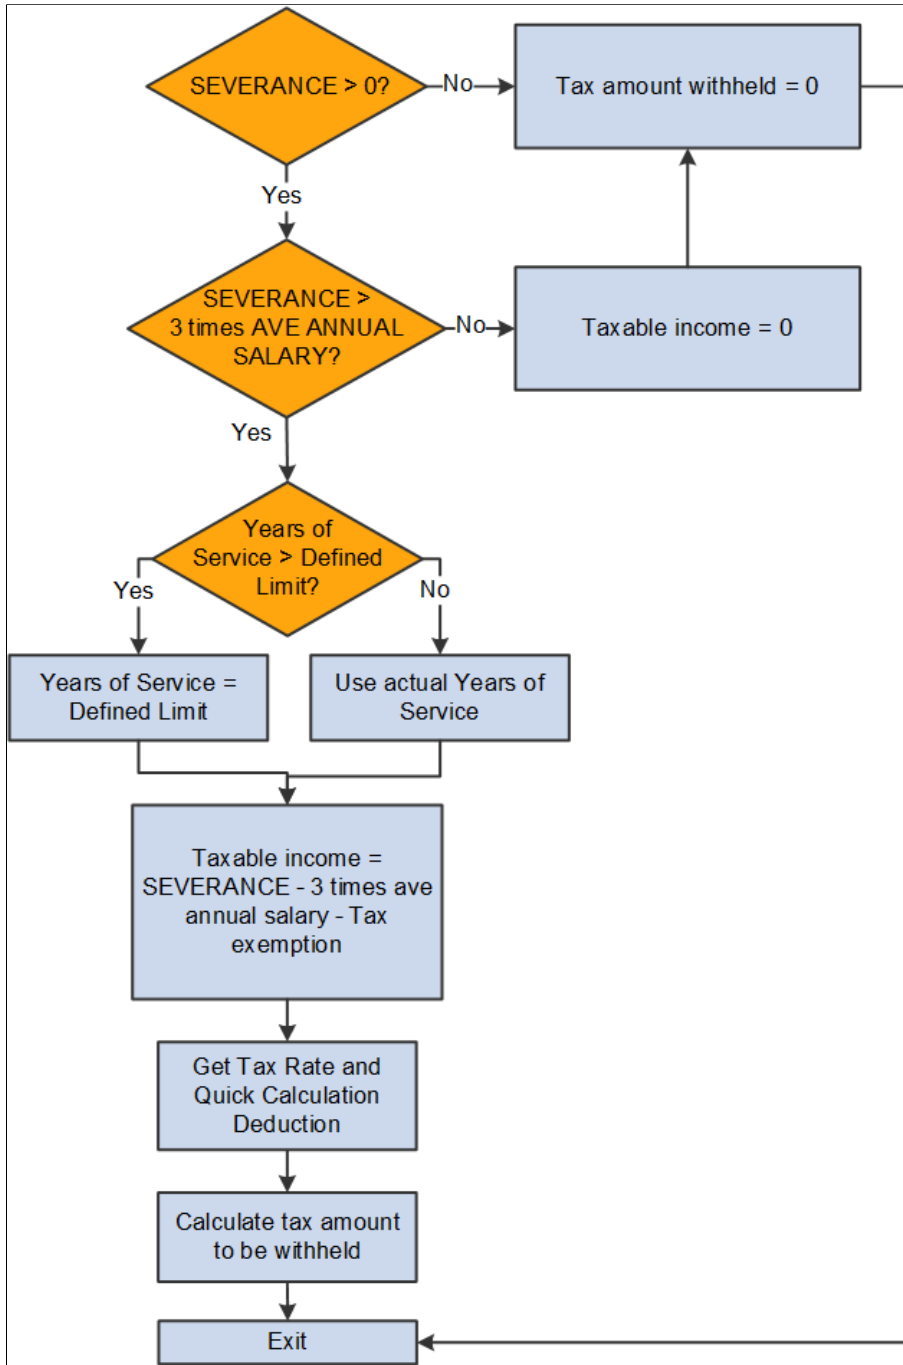 SEVERANCE > 0?
No
Tax amount withheld = 0
Yes
SEVERANCE >
3 times AVE ANNUAL
SALARY?
No
Taxable income = 0
Yes
Years of
Service > Defined
Limit?
Yes
No
Years of Service =
Defined Limit
Use actual Years of
Service
Taxable income =
SEVERANCE - 3 times ave
annual salary - Tax
exemption
Get Tax Rate and
Quick Calculation
Deduction
Calculate tax amount
to be withheld
Exit